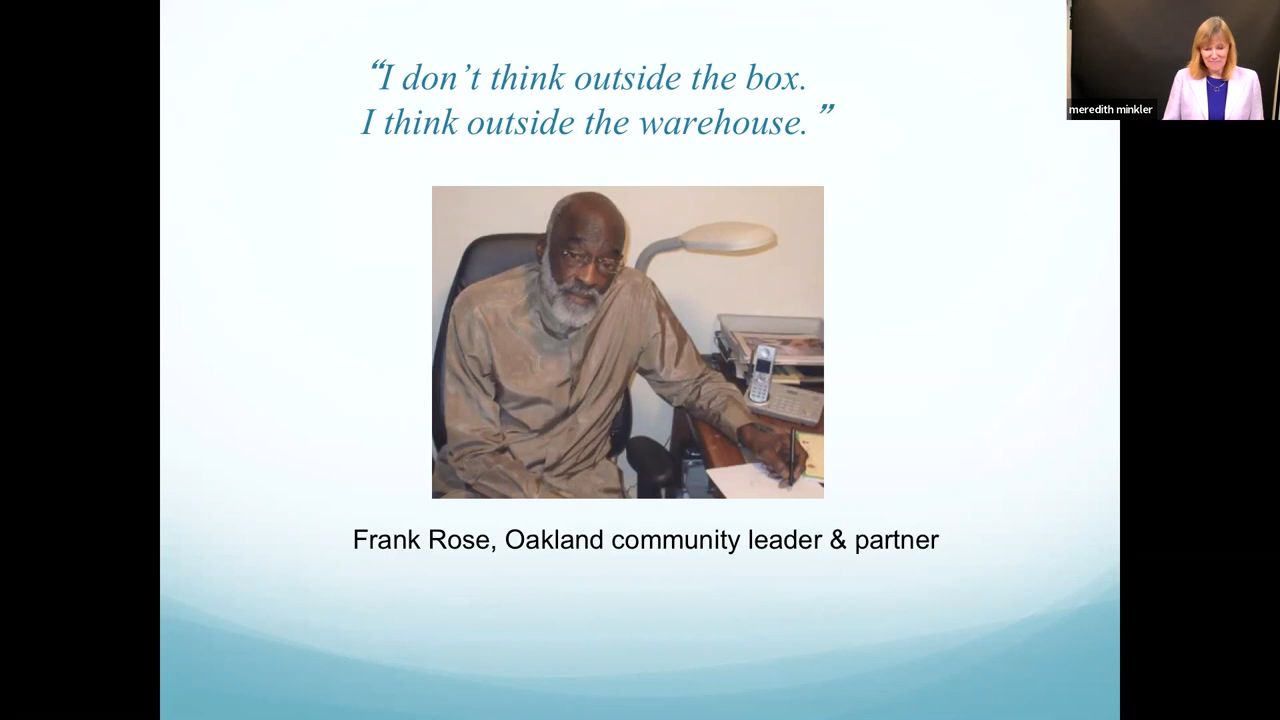 “I don’t think outside the box.
I think outside the warehouse.”
meredith minkler
Frank Rose, Oakland community leader & partner